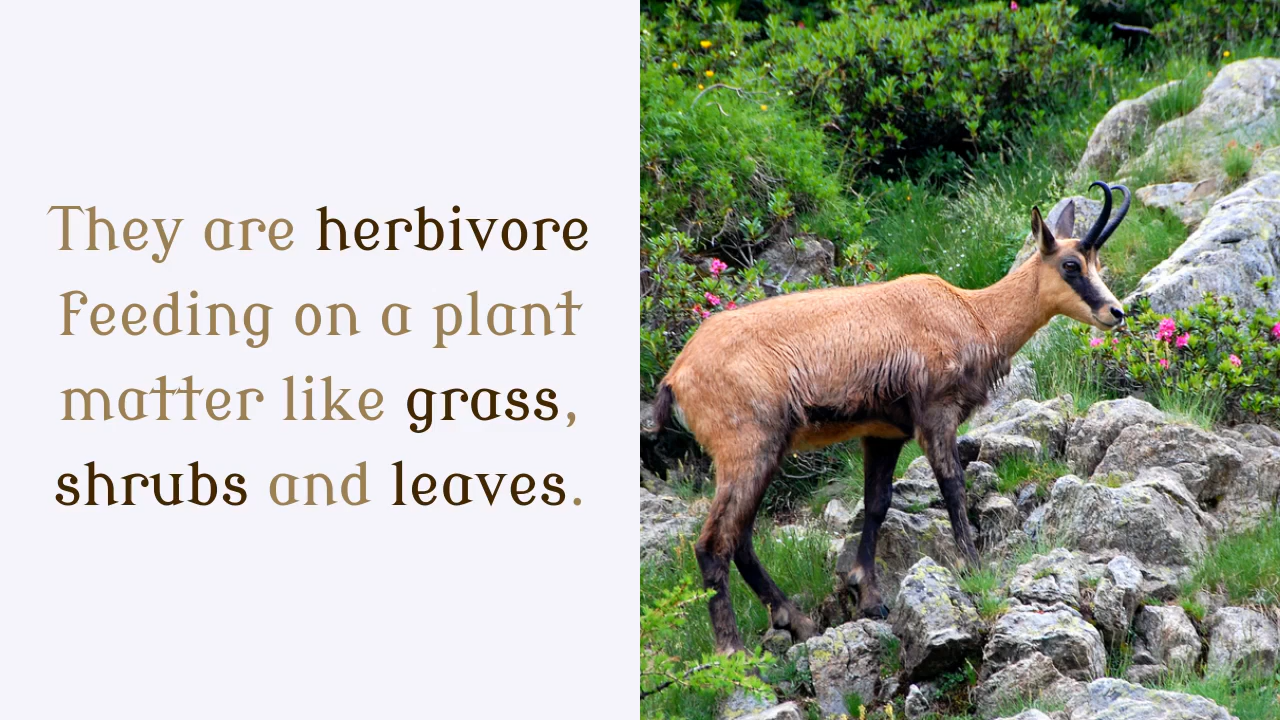 They are herbivore
feeding on a plant
matter like grass,
shrubs and leaves.